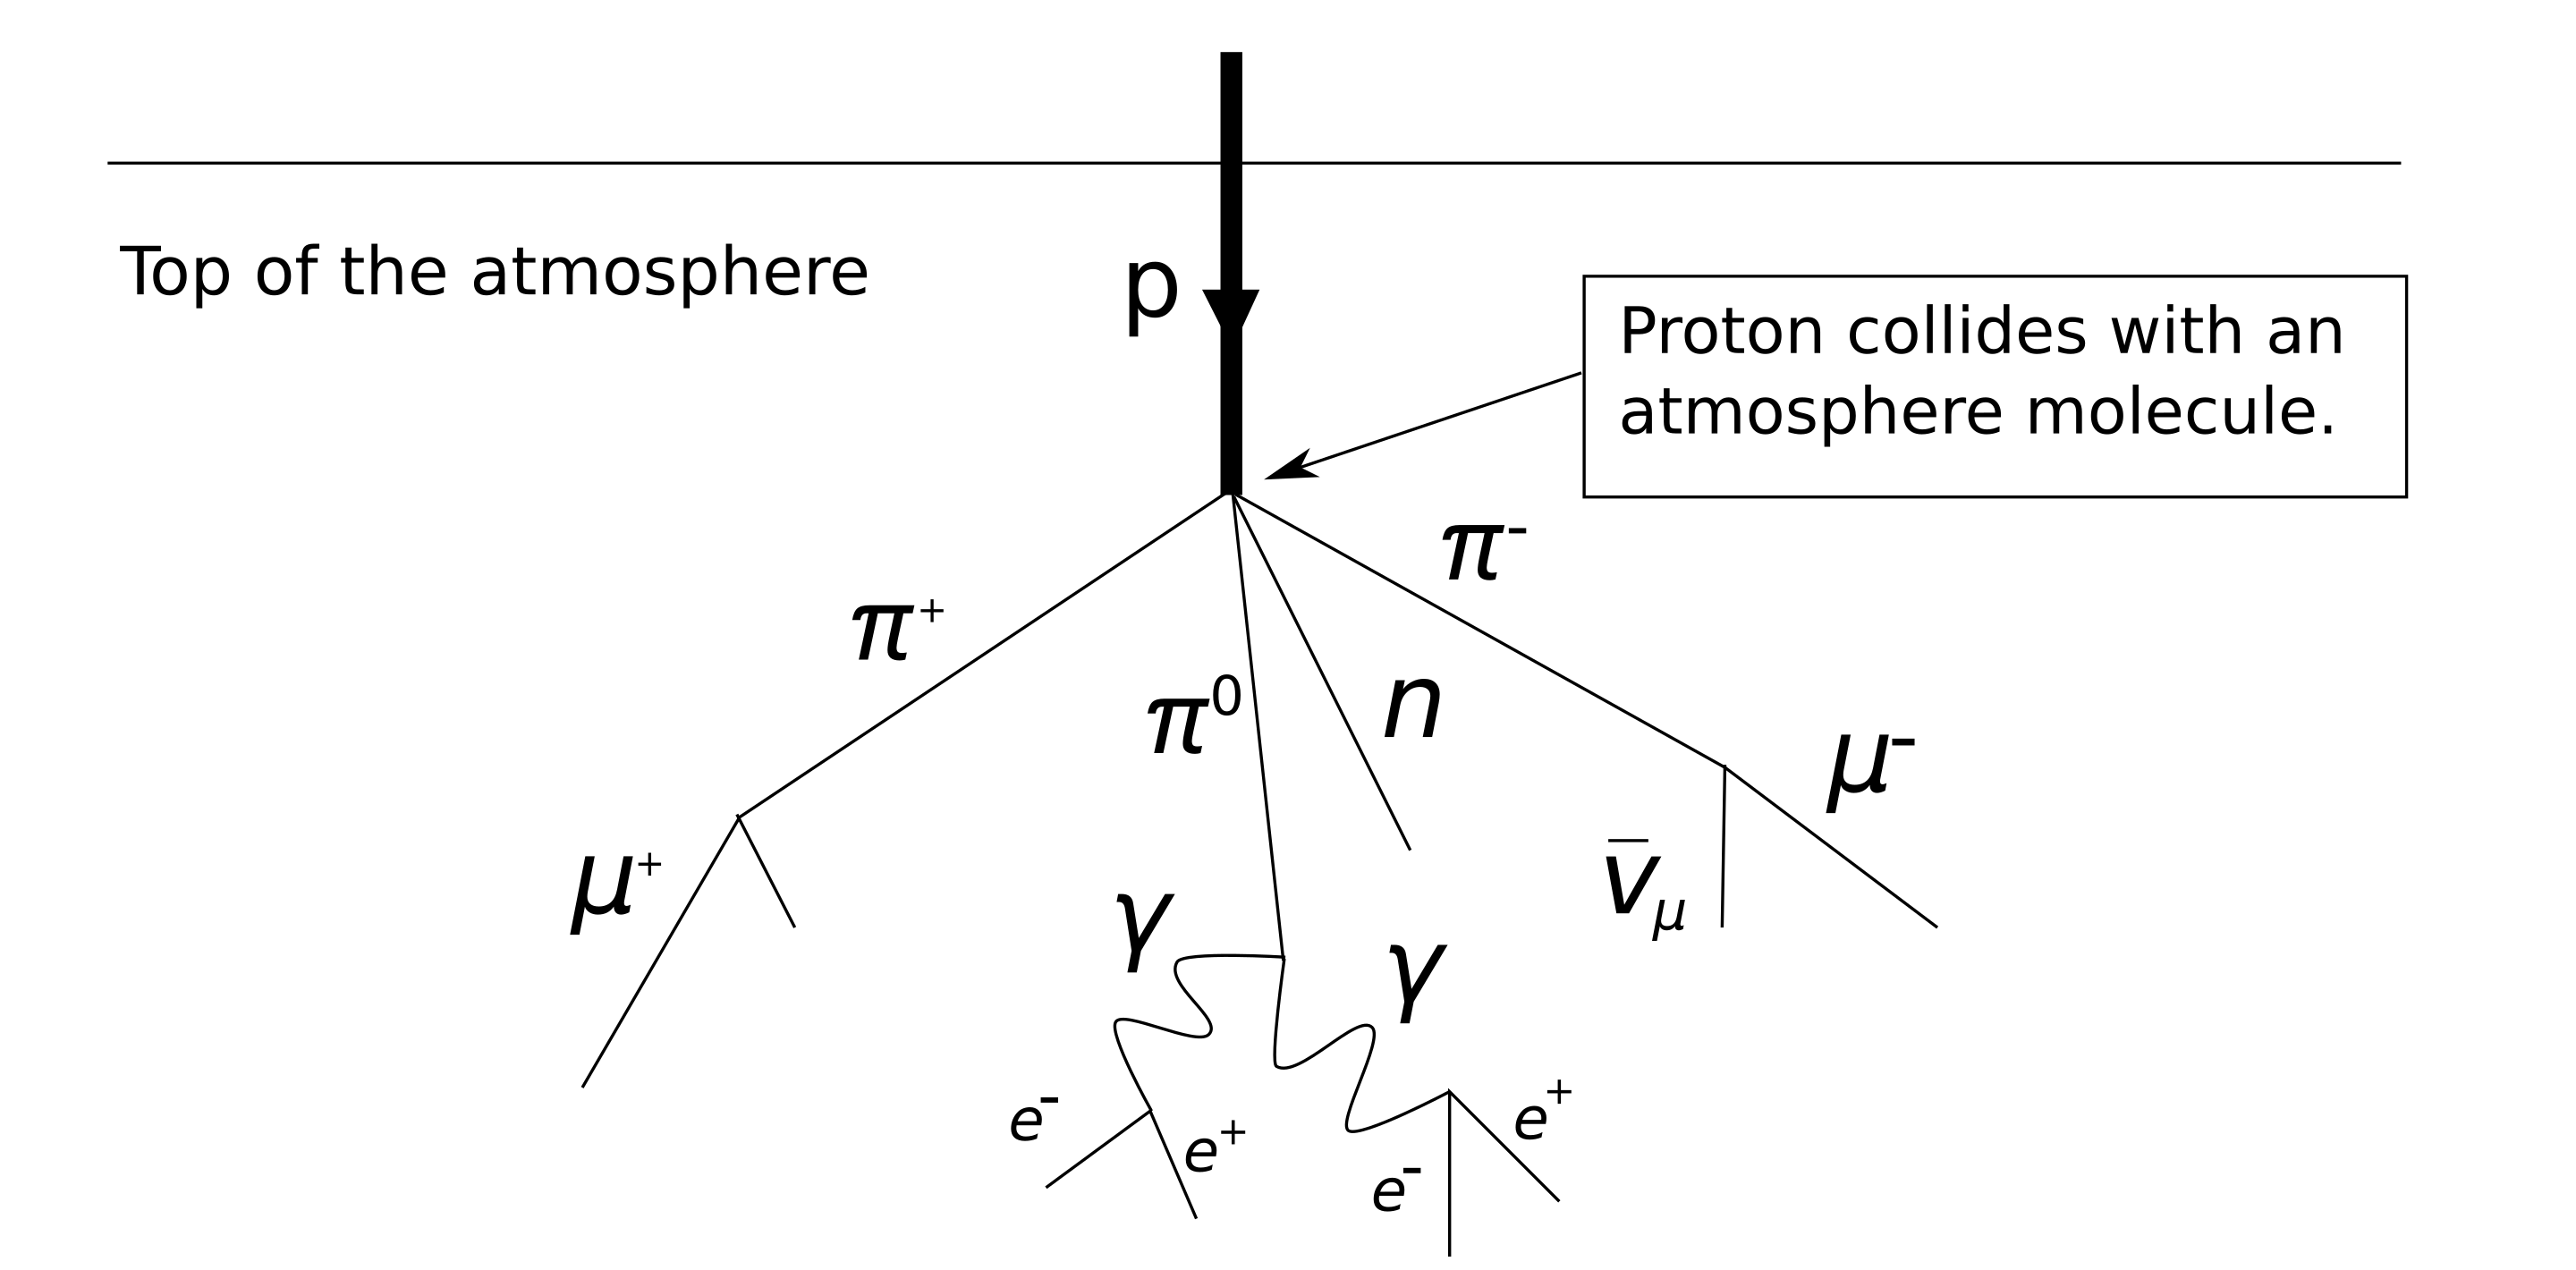 Top of the atmosphere
p
Proton collides with an
atmosphere molecule.
π-
π+
π0
n
μ-
μ+
v̅μ
γ
γ
e-
e+
e-
e+